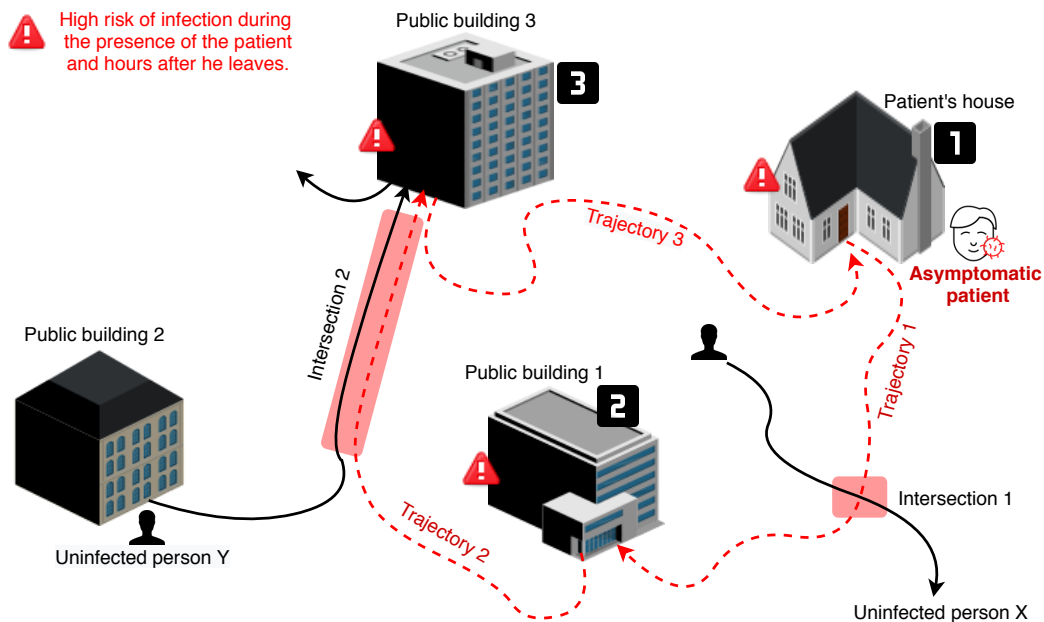 High risk of infection during
the presence of the patient
and hours after he leaves.
Public building 3
3
Patient's house
1
Trajectory 3
Asymptomatic
patient
Intersection 2
Public building 2
Trajectory 1
Public building 1
2
Intersection 1
Trajectory 2
Uninfected person Y
Uninfected person X